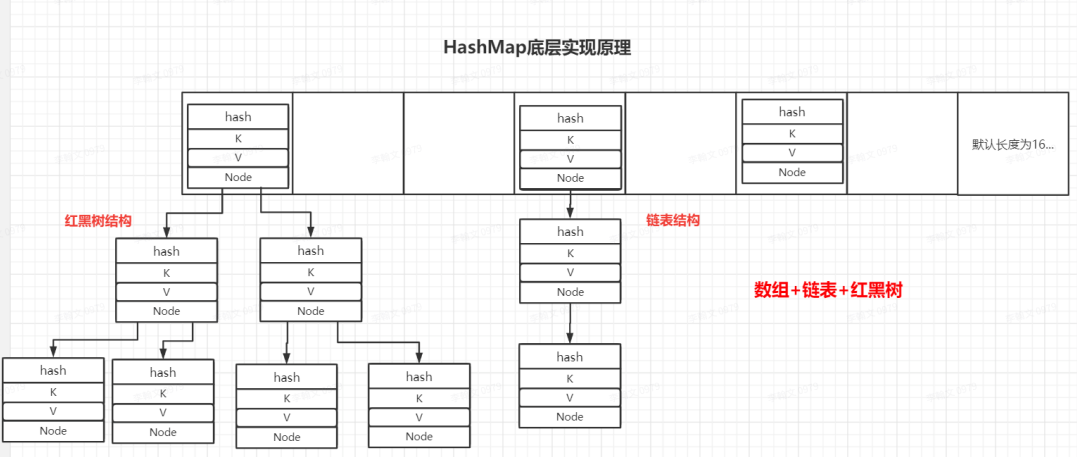 HashMap底层实现原理
hash
K
V
Node
hash
K
V
Node
hash
K
V
Node
默认长度为16...
红黑树结构
链表结构
hash
K
V
Node
hash
K
V
Node
hash
K
V
Node
数组+链表+红黑树
hash
K
V
Node
hash
K
V
Node
hash
K
V
Node
hash
K
V
Node
hash
K
V
Node